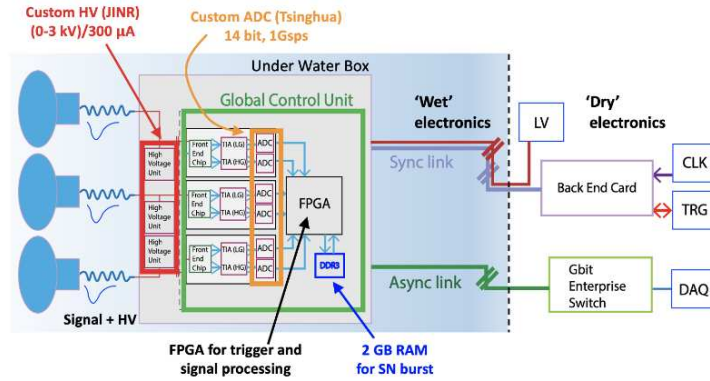 Custom HV (JINR)
(0-3 kV)/300 μA
Custom ADC (Tsinghua)
14 bit, 1Gsps
Under Water Box
Global Control Unit
'Wet'
electronics
'Dry'
electronics
LV
Sync link
Back End Card
CLK
TRG
High
Voltage
Unit
Front
End
Chip
TIA (LG)
TIA (HG)
ADC
ADC
High
Voltage
Unit
Front
End
Chip
TIA (LG)
TIA (HG)
ADC
ADC
High
Voltage
Unit
Front
End
Chip
TIA (LG)
TIA (HG)
ADC
ADC
FPGA
DDR3
Async link
Gbit
Enterprise
Switch
DAQ
Signal + HV
FPGA for trigger and
signal processing
2 GB RAM
for SN burst